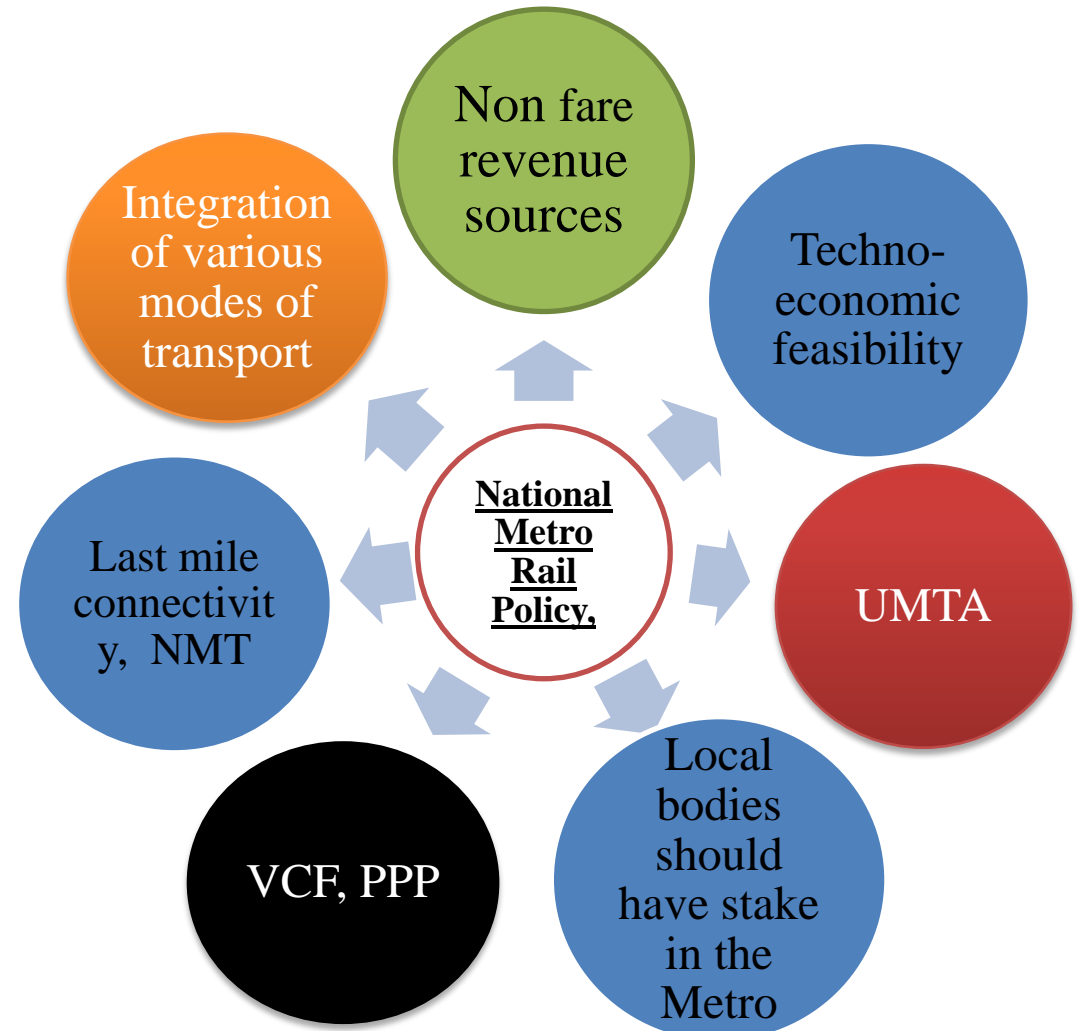 Non fare
revenue
sources
Techno-
economic
feasibility
UMTA
Local
bodies
should
have stake
in the
Metro
VCF, PPP
Last mile
connectivit
y, NMT
Integration
of various
modes of
transport
National
Metro
Rail
Policy,